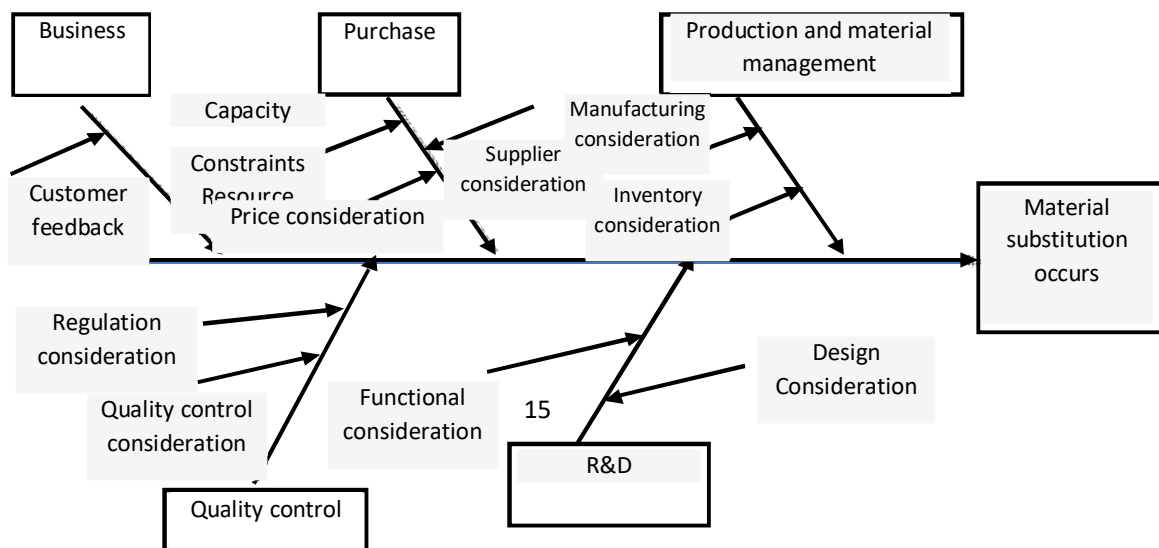 Business
Purchase
Production and material
management
Capacity
Constraints
Resource
Price consideration
Supplier
consideration
Manufacturing
consideration
Inventory
consideration
Customer
feedback
Material
substitution
occurs
Regulation
consideration
Quality control
consideration
Functional
consideration
15
Design
Consideration
R&D
Quality control